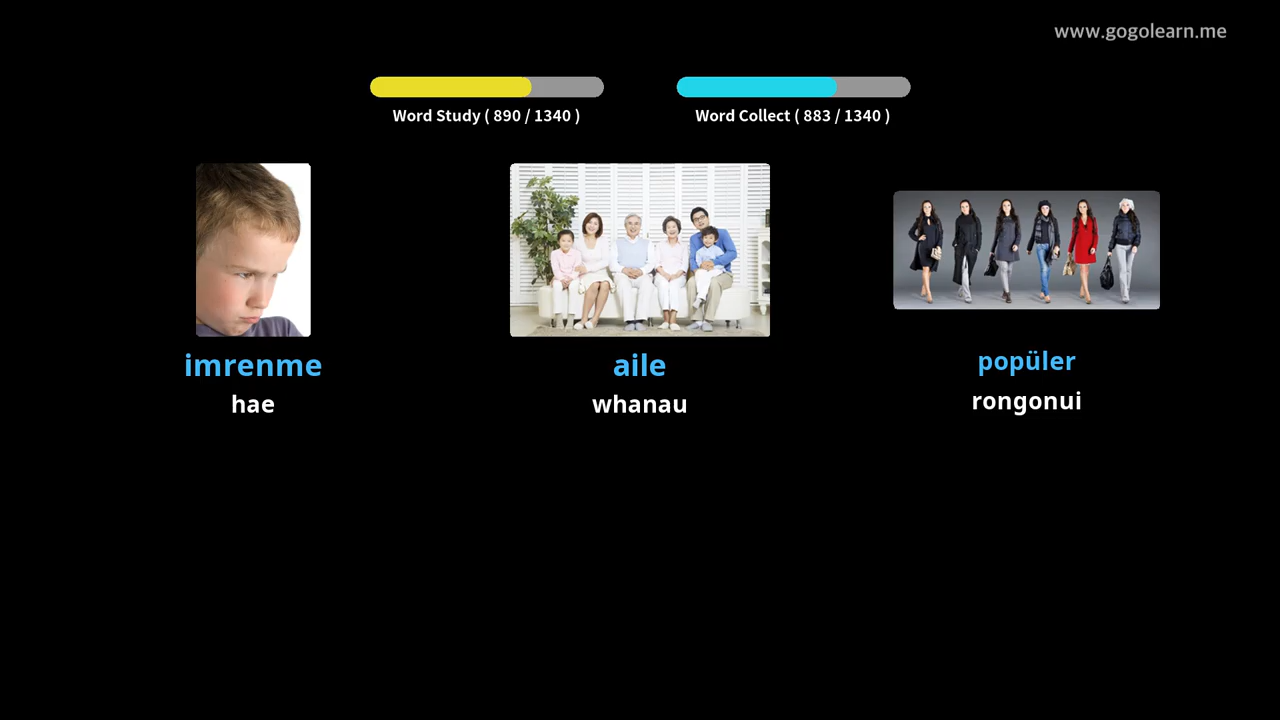 www.gogolearn.me
Word Study ( 890 / 1340 )
Word Collect ( 883 / 1340 )
imrenme
hae
aile
whanau
popüler
rongonui